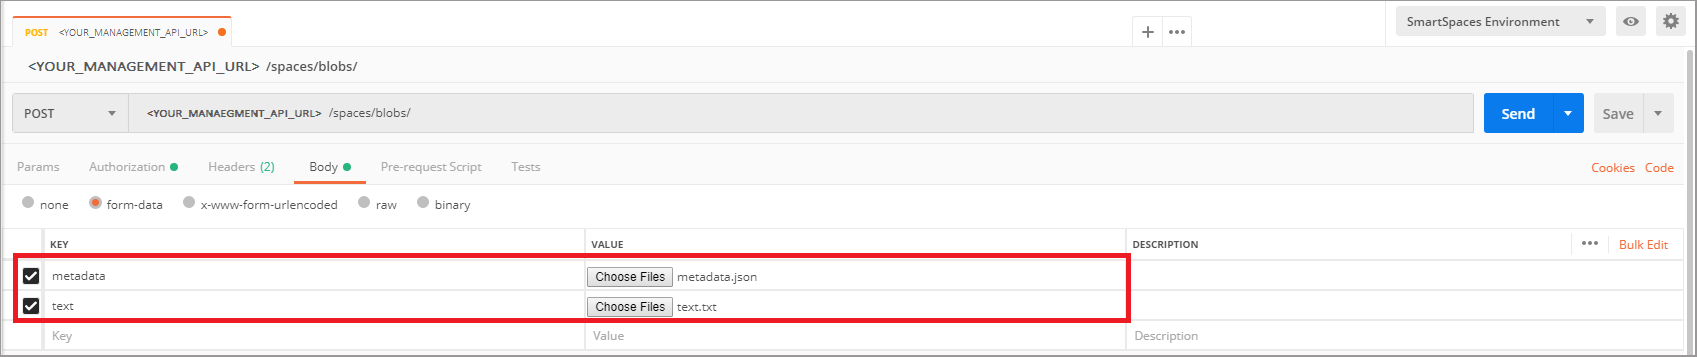 POST <YOUR_MANAGEMENT_API_URL>
SmartSpaces Environment
<YOUR_MANAGEMENT_API_URL> /spaces/blobs/
POST <YOUR_MANAEGMENT_API_URL> /spaces/blobs/ Send Save
Params Authorization Headers (2) Body Pre-request Script Tests Cookies Code
none form-data x-www-form-urlencoded raw binary
KEY VALUE DESCRIPTION ••• Bulk Edit
metadata Choose Files metadata.json
text Choose Files text.txt
Key Value Description